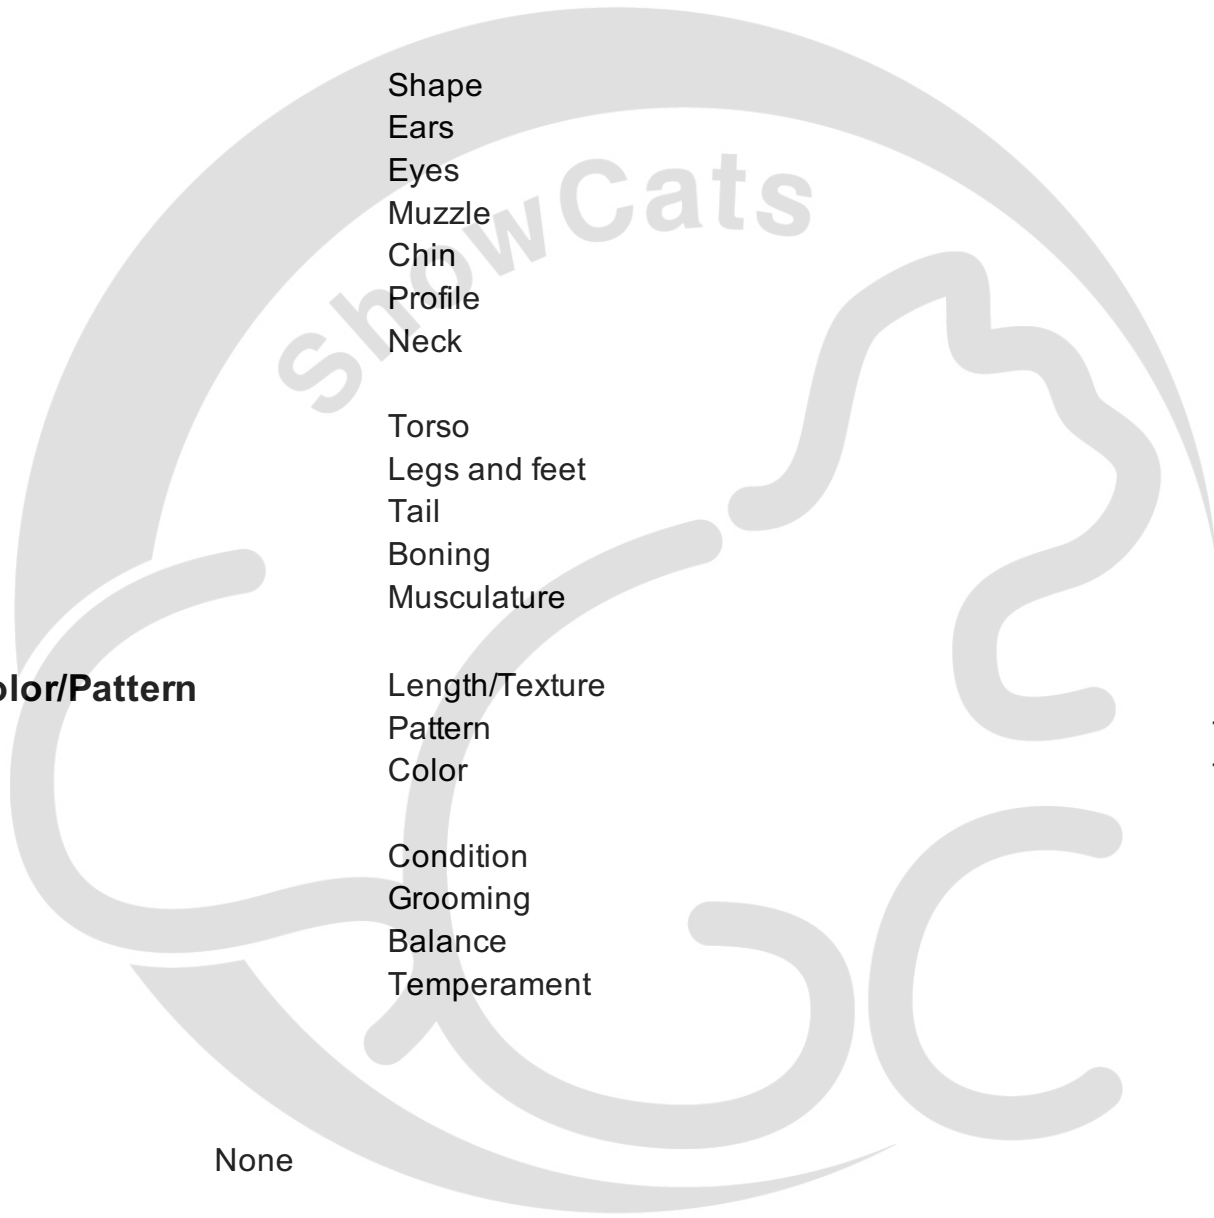 Shape
Ears
Eyes
Muzzle
Chin
Profile
Neck
ShowCats
Torso
Legs and feet
Tail
Boning
Musculature
olor/Pattern Length/Texture
Pattern
Color
Condition
Grooming
Balance
Temperament
GC
None